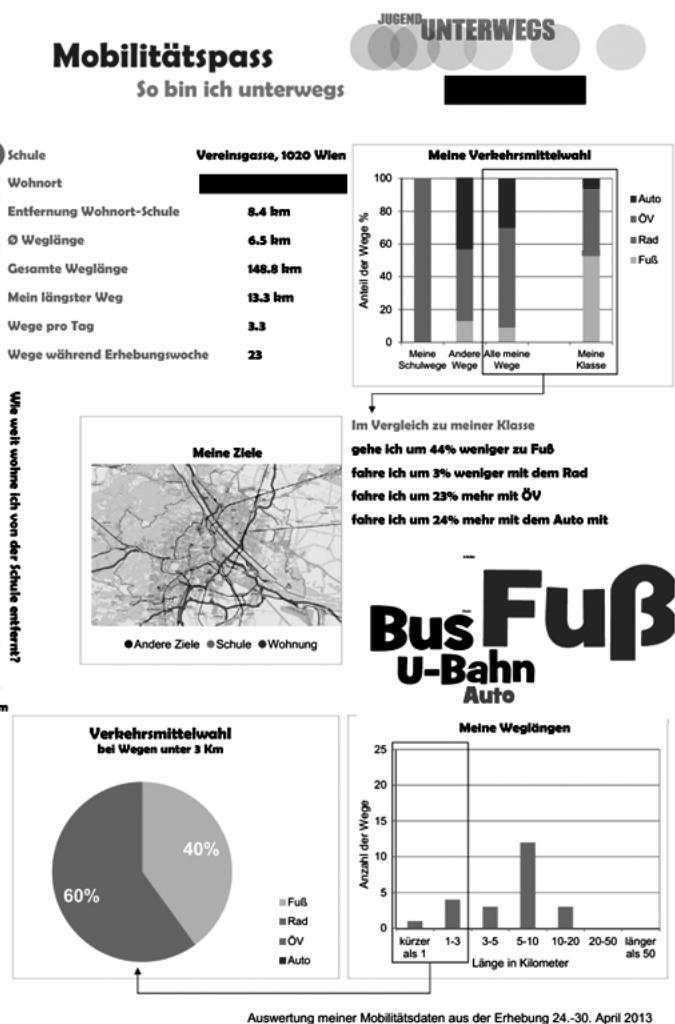 JUGEND UNTERWEGS
Mobilitätspass
So bin ich unterwegs
Schule Vereinsgasse, 1020 Wien
Wohnort
Entfernung Wohnort-Schule 8.4 km
Ø Weglänge 6.5 km
Gesamte Weglänge 148.8 km
Mein längster Weg 13.3 km
Wege pro Tag 3.3
Wege während Erhebungswoche 23
Meine Verkehrsmittelwahl
Anteil der Wege %
100
80
60
40
20
0
Meine Schulwege
Andere Wege
Alle meine Wege
Meine Klasse
Auto
ÖV
Rad
Fuß
Im Vergleich zu meiner Klasse
gehe ich um 44% weniger zu Fuß
fahre ich um 3% weniger mit dem Rad
fahre ich um 23% mehr mit ÖV
fahre ich um 24% mehr mit dem Auto mit
Wie weit wohne ich von der Schule entfernt?
Meine Ziele
Andere Ziele Schule Wohnung
Bus Fuß
U-Bahn
Auto
m
Verkehrsmittelwahl
bei Wegen unter 3 Km
40%
60%
Fuß
Rad
ÖV
Auto
Meine Weglängen
Anzahl der Wege
25
20
15
10
5
0
kürzer als 1
1-3
3-5
5-10
10-20
20-50
länger als 50
Länge in Kilometer
Auswertung meiner Mobilitätsdaten aus der Erhebung 24.-30. April 2013